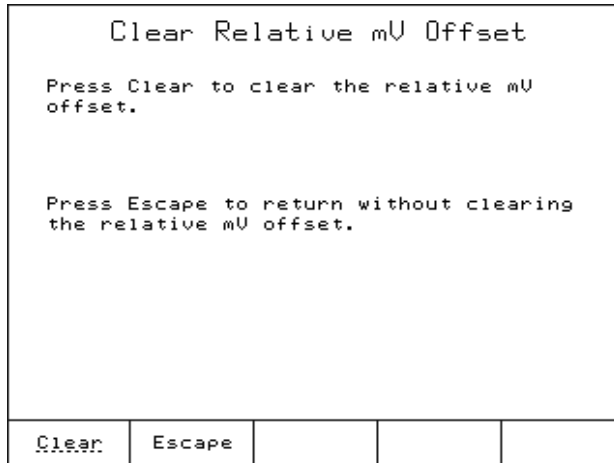 Clear Relative mV Offset
Press Clear to clear the relative mV
offset.
Press Escape to return without clearing
the relative mV offset.
Clear
Escape